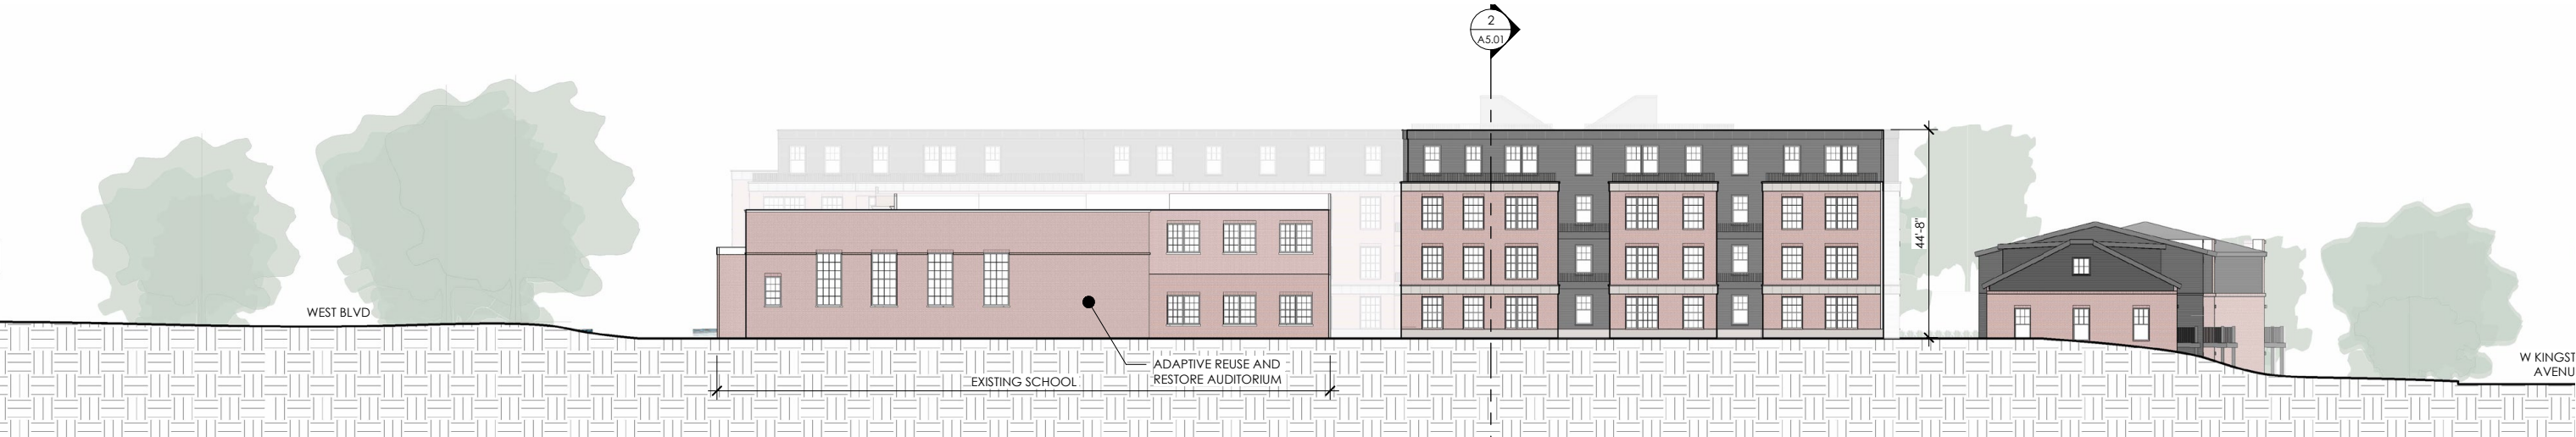 2
A5.01
44'-8"
WEST BLVD
ADAPTIVE REUSE AND
RESTORE AUDITORIUM
EXISTING SCHOOL
W KINGST
AVENU